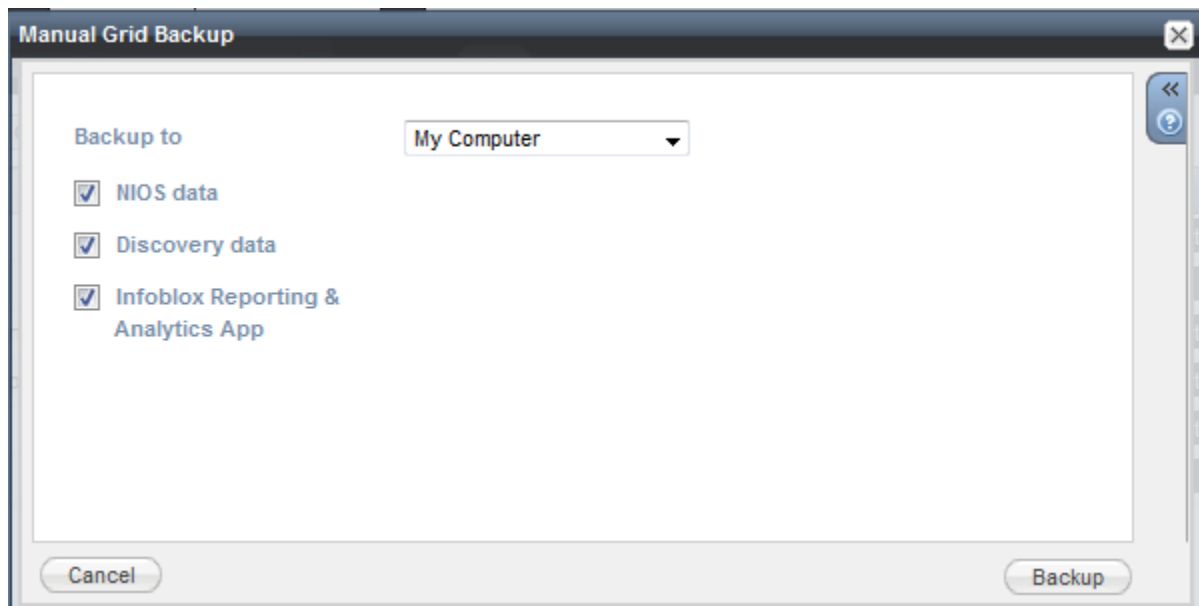 Manual Grid Backup
Backup to
My Computer
NIOS data
Discovery data
Infoblox Reporting &
Analytics App
Cancel
Backup